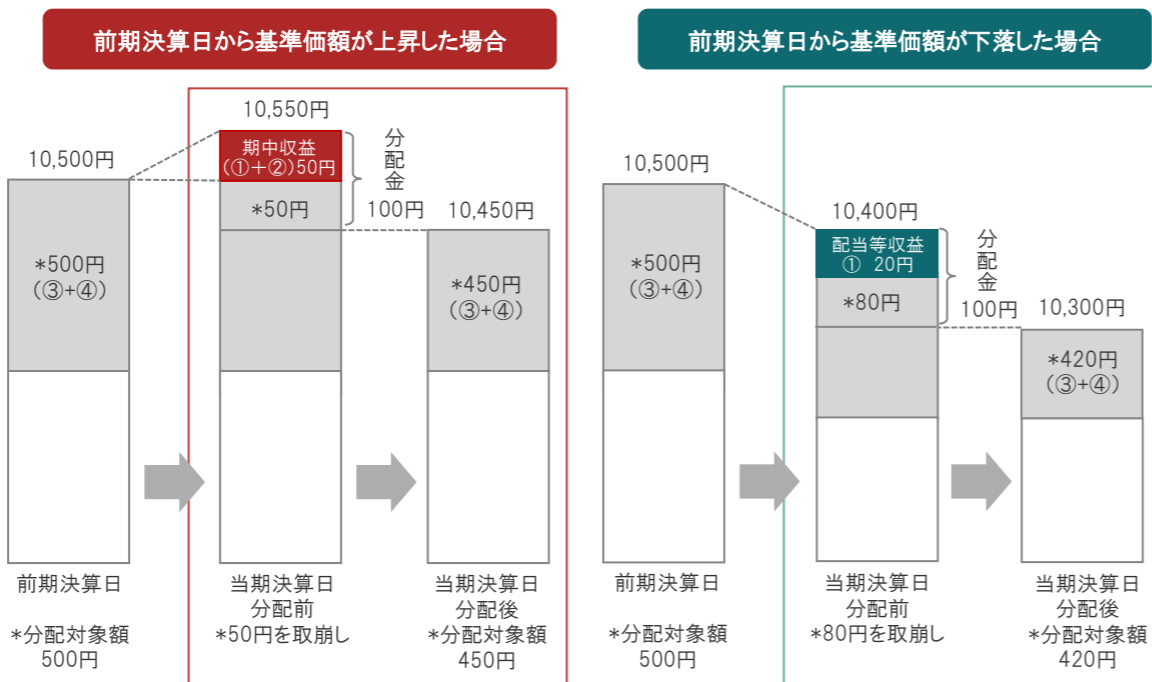 前期決算日から基準価額が上昇した場合
10,500円
*500円
(③+④)
10,550円
期中収益
(①+②)50円
*50円
分配金
100円
10,450円
*450円
(③+④)
前期決算日
*分配対象額
500円
当期決算日
分配前
*50円を取崩し
当期決算日
分配後
*分配対象額
450円
前期決算日から基準価額が下落した場合
10,500円
*500円
(③+④)
10,400円
配当等収益
① 20円
*80円
分配金
100円
10,300円
*420円
(③+④)
前期決算日
*分配対象額
500円
当期決算日
分配前
*80円を取崩し
当期決算日
分配後
*分配対象額
420円